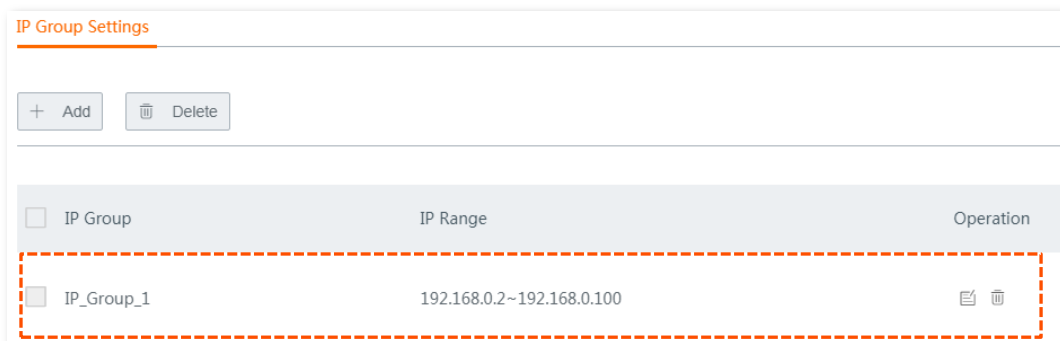 IP Group Settings
+ Add Delete
IP Group IP Range Operation
IP_Group_1 192.168.0.2~192.168.0.100